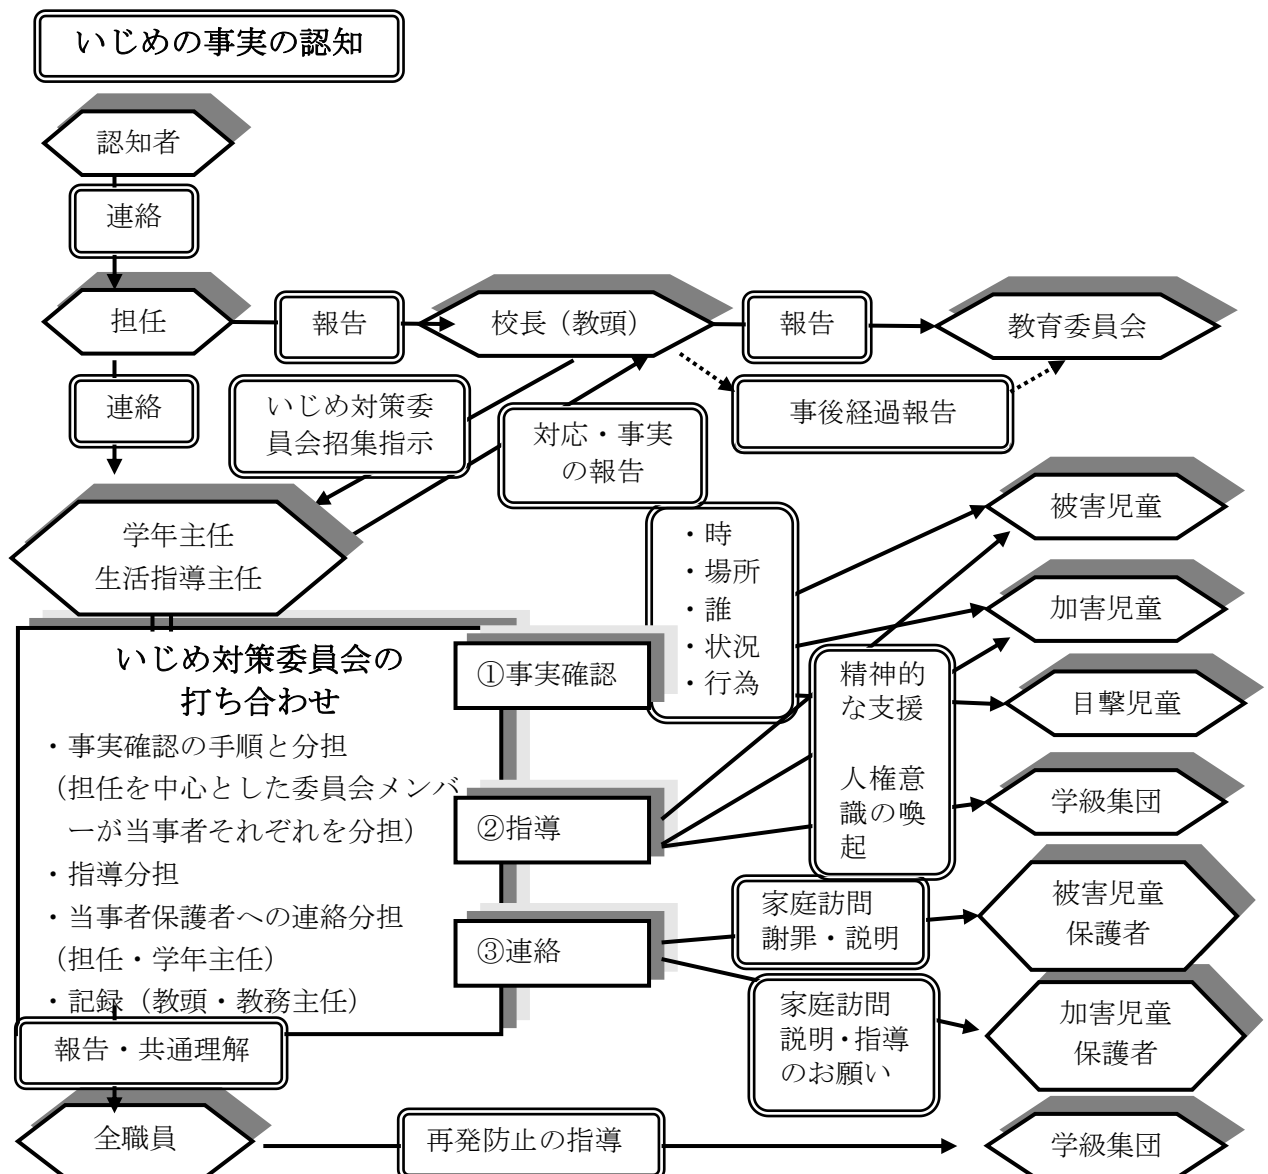 いじめの事実の認知
認知者
連絡
担任
報告
校長（教頭）
報告
教育委員会
連絡
いじめ対策委
員会招集指示
対応・事実
の報告
事後経過報告
学年主任
生活指導主任
・時
・場所
・誰
・状況
・行為
被害児童
加害児童
目撃児童
学級集団
いじめ対策委員会の
打ち合わせ
・事実確認の手順と分担
（担任を中心とした委員会メンバ
ーが当事者それぞれを分担）
・指導分担
・当事者保護者への連絡分担
（担任・学年主任）
・記録（教頭・教務主任）
①事実確認
②指導
③連絡
精神的
な支援
人権意
識の喚
起
家庭訪問
謝罪・説明
被害児童
保護者
家庭訪問
説明・指導
のお願い
加害児童
保護者
報告・共通理解
全職員
再発防止の指導
学級集団